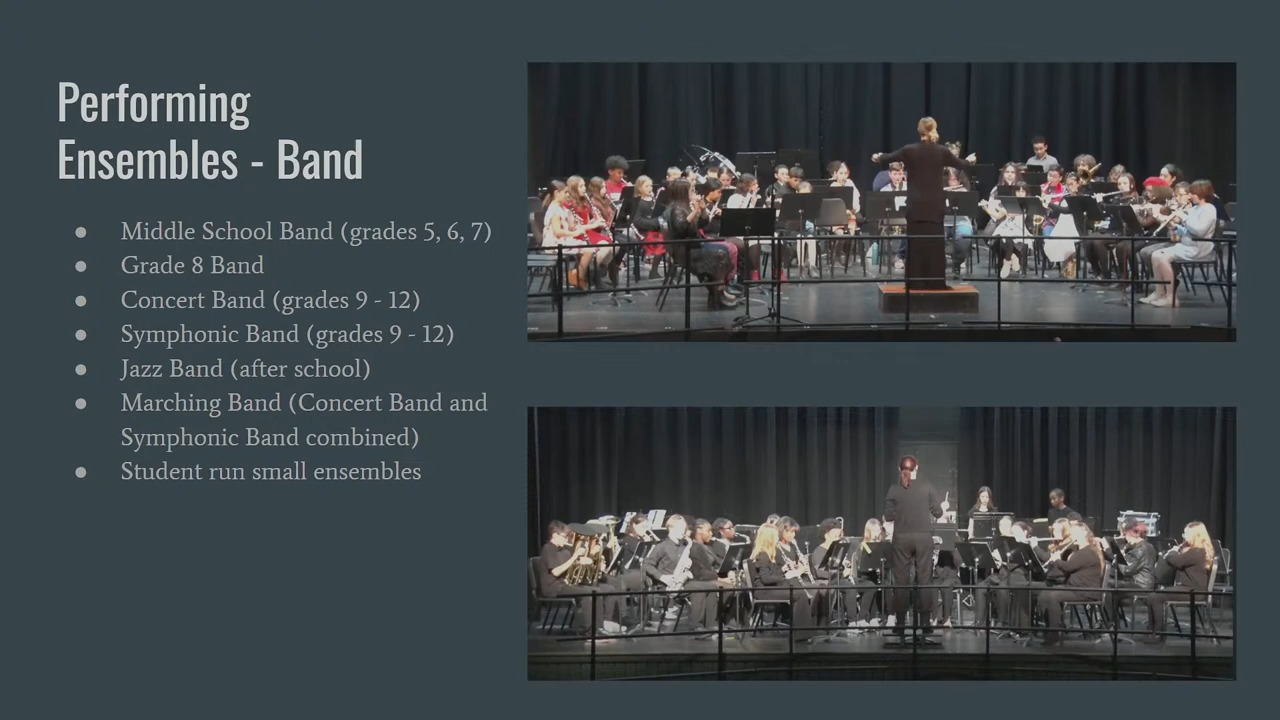 Performing
Ensembles - Band
● Middle School Band (grades 5, 6, 7)
● Grade 8 Band
● Concert Band (grades 9 - 12)
● Symphonic Band (grades 9 - 12)
● Jazz Band (after school)
● Marching Band (Concert Band and
Symphonic Band combined)
● Student run small ensembles